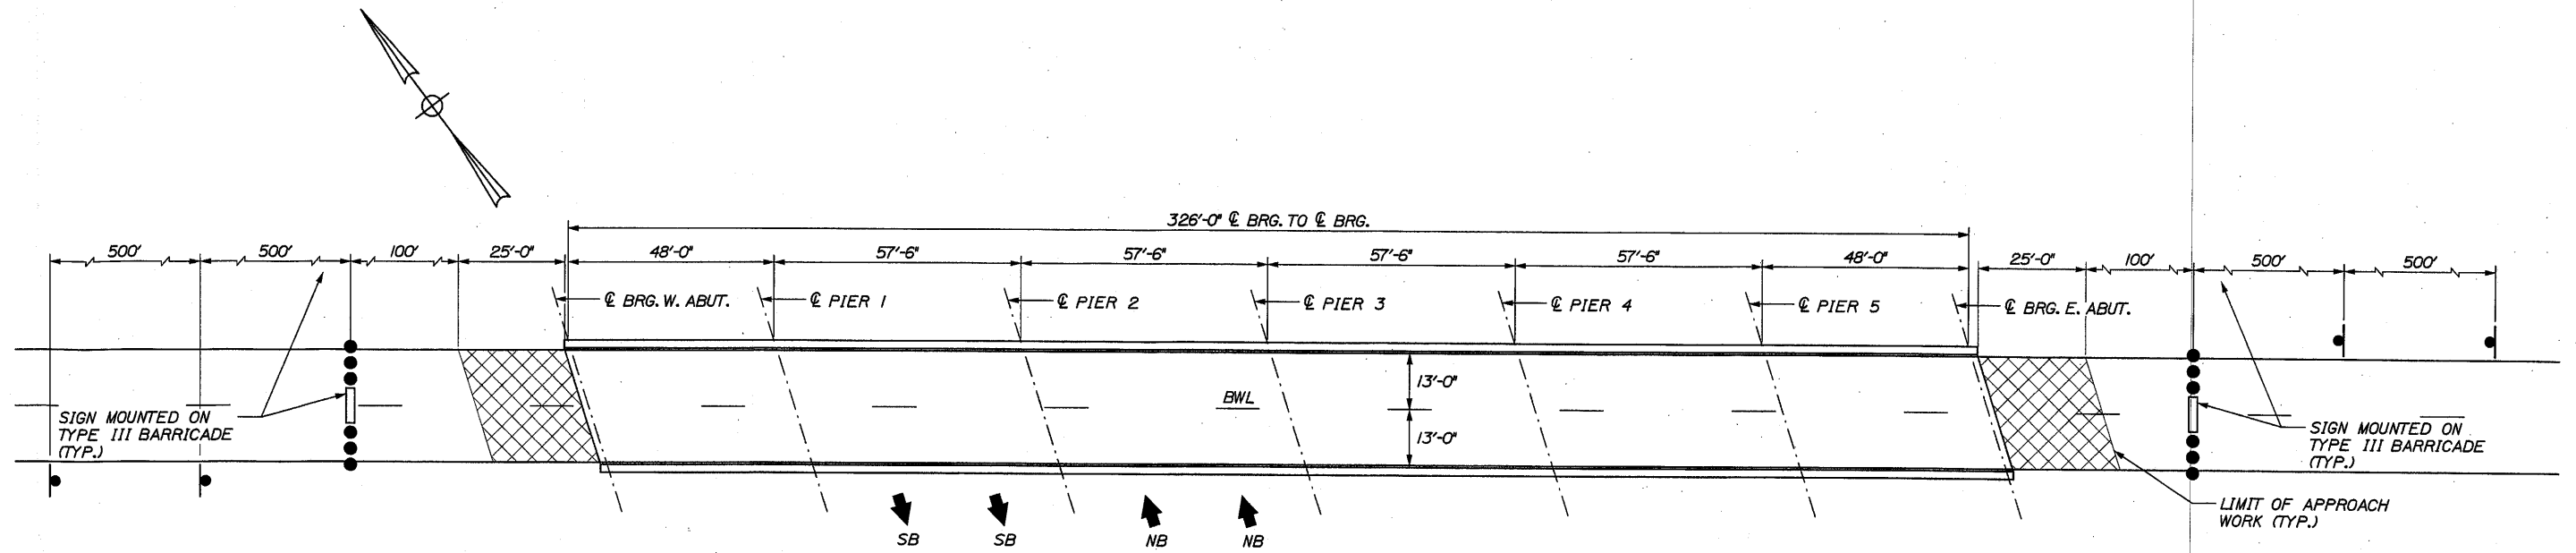 326'-0" ℄ BRG. TO ℄ BRG.
500'
500'
100'
25'-0"
48'-0"
57'-6"
57'-6"
57'-6"
57'-6"
48'-0"
25'-0"
100'
500'
500'
℄ BRG. W. ABUT.
℄ PIER 1
℄ PIER 2
℄ PIER 3
℄ PIER 4
℄ PIER 5
℄ BRG. E. ABUT.
13'-0"
BWL
13'-0"
SIGN MOUNTED ON
TYPE III BARRICADE
(TYP.)
SIGN MOUNTED ON
TYPE III BARRICADE
(TYP.)
LIMIT OF APPROACH
WORK (TYP.)
SB
SB
NB
NB